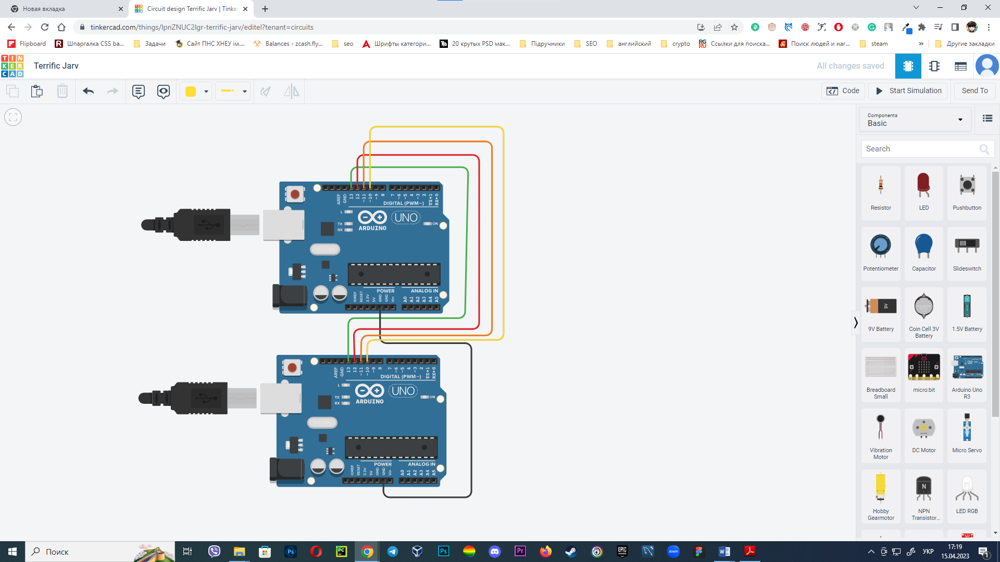 Новая вкладка
Circuit design Terrific Jarv | Tinker
tinkercad.com/things/IpnZNUC2lgr-terrific-jarv/editel?tenant=circuits
Flipboard
Шпаргалка CSS ba...
Задачи
Сайт ПНС ХНЕУ ім....
Balances - zcash.fly...
seo
Шрифты категори...
20 крутых PSD мак...
Підручники
SEO
английский
crypto
Ссылки для поиска...
Поиск людей и наг...
steam
»
Другие закладки
TIN
KER
CAD
Terrific Jarv
All changes saved
Code
Start Simulation
Send To
Components
Basic
Search
Resistor
LED
Pushbutton
Potentiometer
Capacitor
Slideswitch
9V
9V Battery
Coin Cell 3V Battery
1.5V Battery
Breadboard Small
micro:bit
Arduino Uno R3
Vibration Motor
DC Motor
Micro Servo
Hobby Gearmotor
N
NPN Transistor...
LED RGB
AREF
GND
13
12
~11
~10
~9
8
7
~6
~5
4
~3
2
TX→1
RX←0
DIGITAL (PWM~)
L
TX
RX
ARDUINO
UNO
ON
POWER
ANALOG IN
IOREF
RESET
3.3V
5V
GND
GND
Vin
A0
A1
A2
A3
A4
A5
AREF
GND
13
12
~11
~10
~9
8
7
~6
~5
4
~3
2
TX→1
RX←0
DIGITAL (PWM~)
L
TX
RX
ARDUINO
UNO
ON
POWER
ANALOG IN
IOREF
RESET
3.3V
5V
GND
GND
Vin
A0
A1
A2
A3
A4
A5
Поиск
УКР
17:19
15.04.2023
1